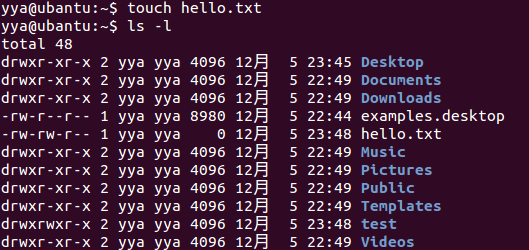 yya@ubantu:~$ touch hello.txt
yya@ubantu:~$ ls -l
total 48
drwxr-xr-x 2 yya yya 4096 12月  5 23:45 Desktop
drwxr-xr-x 2 yya yya 4096 12月  5 22:49 Documents
drwxr-xr-x 2 yya yya 4096 12月  5 22:49 Downloads
-rw-r--r-- 1 yya yya 8980 12月  5 22:44 examples.desktop
-rw-rw-r-- 1 yya yya    0 12月  5 23:48 hello.txt
drwxr-xr-x 2 yya yya 4096 12月  5 22:49 Music
drwxr-xr-x 2 yya yya 4096 12月  5 22:49 Pictures
drwxr-xr-x 2 yya yya 4096 12月  5 22:49 Public
drwxr-xr-x 2 yya yya 4096 12月  5 22:49 Templates
drwxrwxr-x 2 yya yya 4096 12月  5 23:48 test
drwxr-xr-x 2 yya yya 4096 12月  5 22:49 Videos